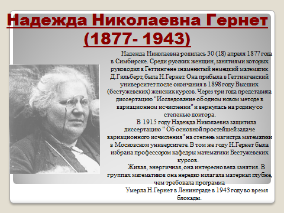 Надежда Николаевна Гернет
(1877- 1943)
Надежда Николаевна родилась 30 (18) апреля 1877 года
в Симбирске. Среди русских женщин, занятиями которых
руководил в Геттингене знаменитый немецкий математик
Д.Гильберт, была Н.Гернет. Она прибыла в Геттингенский
университет после окончания в 1898 году Высших
(бестужевских) женских курсов. Через три года представила
диссертацию " Исследование об одном новом методе в
вариационном исчислении" и вернулась на родину со
степенью доктора.
В 1915 году Надежда Николаевна защитила
диссертацию " Об основной простейшей задаче
вариационного исчисления" на степень магистра математики
в Московском университете. В том же году Н.Гернет была
избрана профессором кафедры математики Бестужевских
курсов.
Живая, энергичная, она интересно вела занятия. В
группах математиков она нередко излагала материал глубже,
чем требовала программа.
Умерла Н.Гернет в Ленинграде в 1943 году во время
блокады.